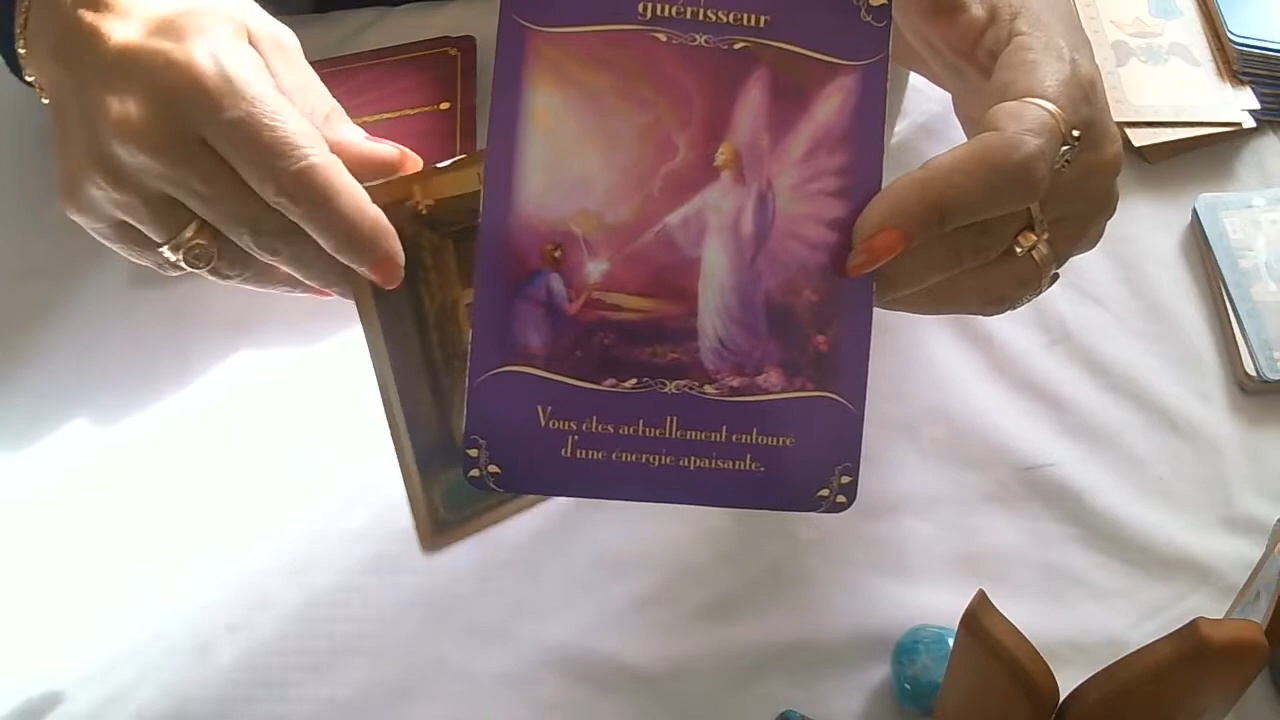 guérisseur
Vous êtes actuellement entouré
d'une énergie apaisante.